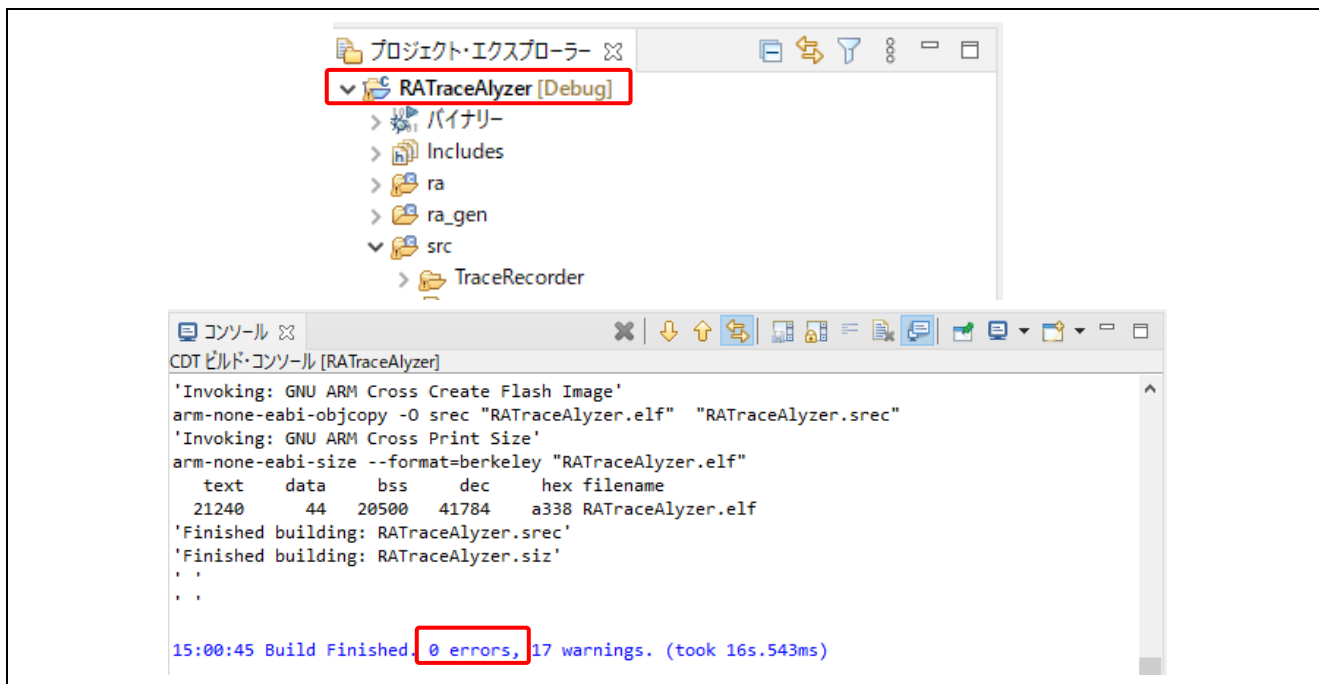 プロジェクト・エクスプローラー
RATraceAlyzer [Debug]
バイナリー
Includes
ra
ra_gen
src
TraceRecorder
コンソール
CDT ビルド・コンソール [RATraceAlyzer]
'Invoking: GNU ARM Cross Create Flash Image'
arm-none-eabi-objcopy -O srec "RATraceAlyzer.elf"  "RATraceAlyzer.srec"
'Invoking: GNU ARM Cross Print Size'
arm-none-eabi-size --format=berkeley "RATraceAlyzer.elf"
   text    data     bss     dec     hex filename
  21240      44   20500   41784    a338 RATraceAlyzer.elf
'Finished building: RATraceAlyzer.srec'
'Finished building: RATraceAlyzer.siz'
' '
' '
15:00:45 Build Finished. 0 errors, 17 warnings. (took 16s.543ms)